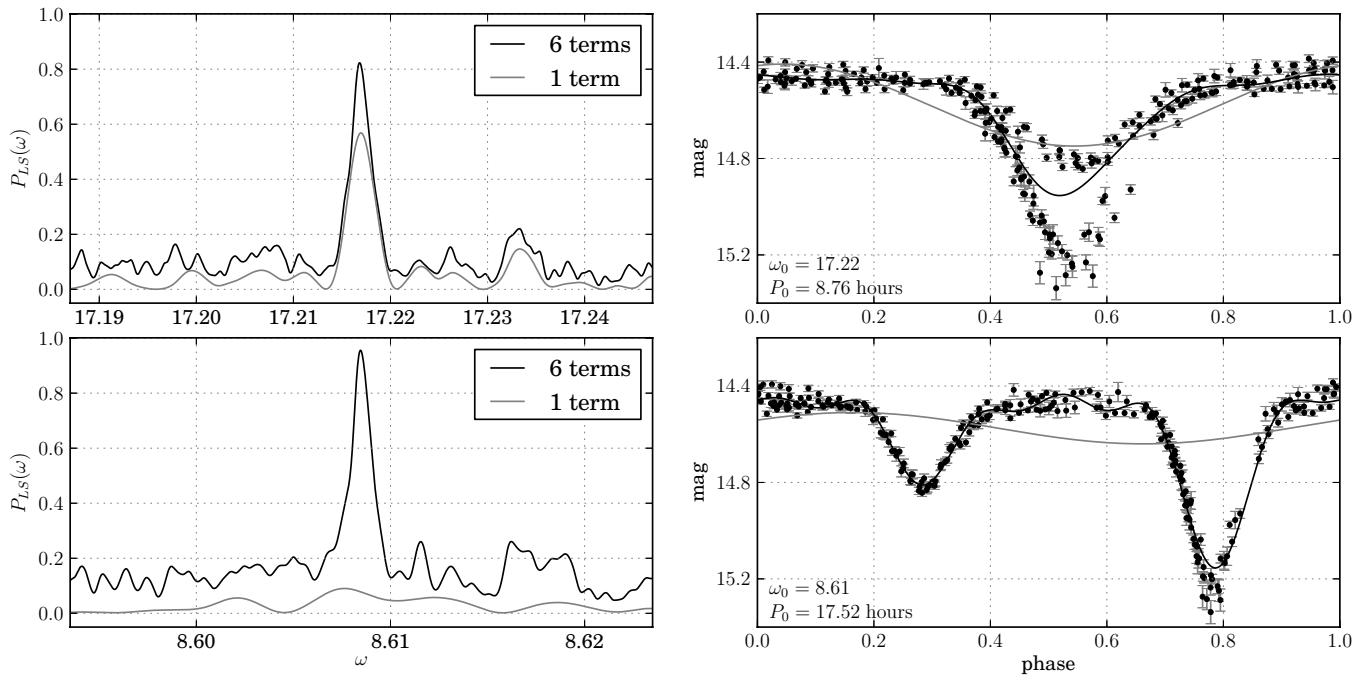 1.0
0.8
0.6
0.4
0.2
0.0
P_LS(ω)
6 terms
1 term
17.19 17.20 17.21 17.22 17.23 17.24
14.4
14.8
15.2
mag
ω₀ = 17.22
P₀ = 8.76 hours
0.0 0.2 0.4 0.6 0.8 1.0
1.0
0.8
0.6
0.4
0.2
0.0
P_LS(ω)
6 terms
1 term
8.60 8.61 8.62
ω
14.4
14.8
15.2
mag
ω₀ = 8.61
P₀ = 17.52 hours
0.0 0.2 0.4 0.6 0.8 1.0
phase